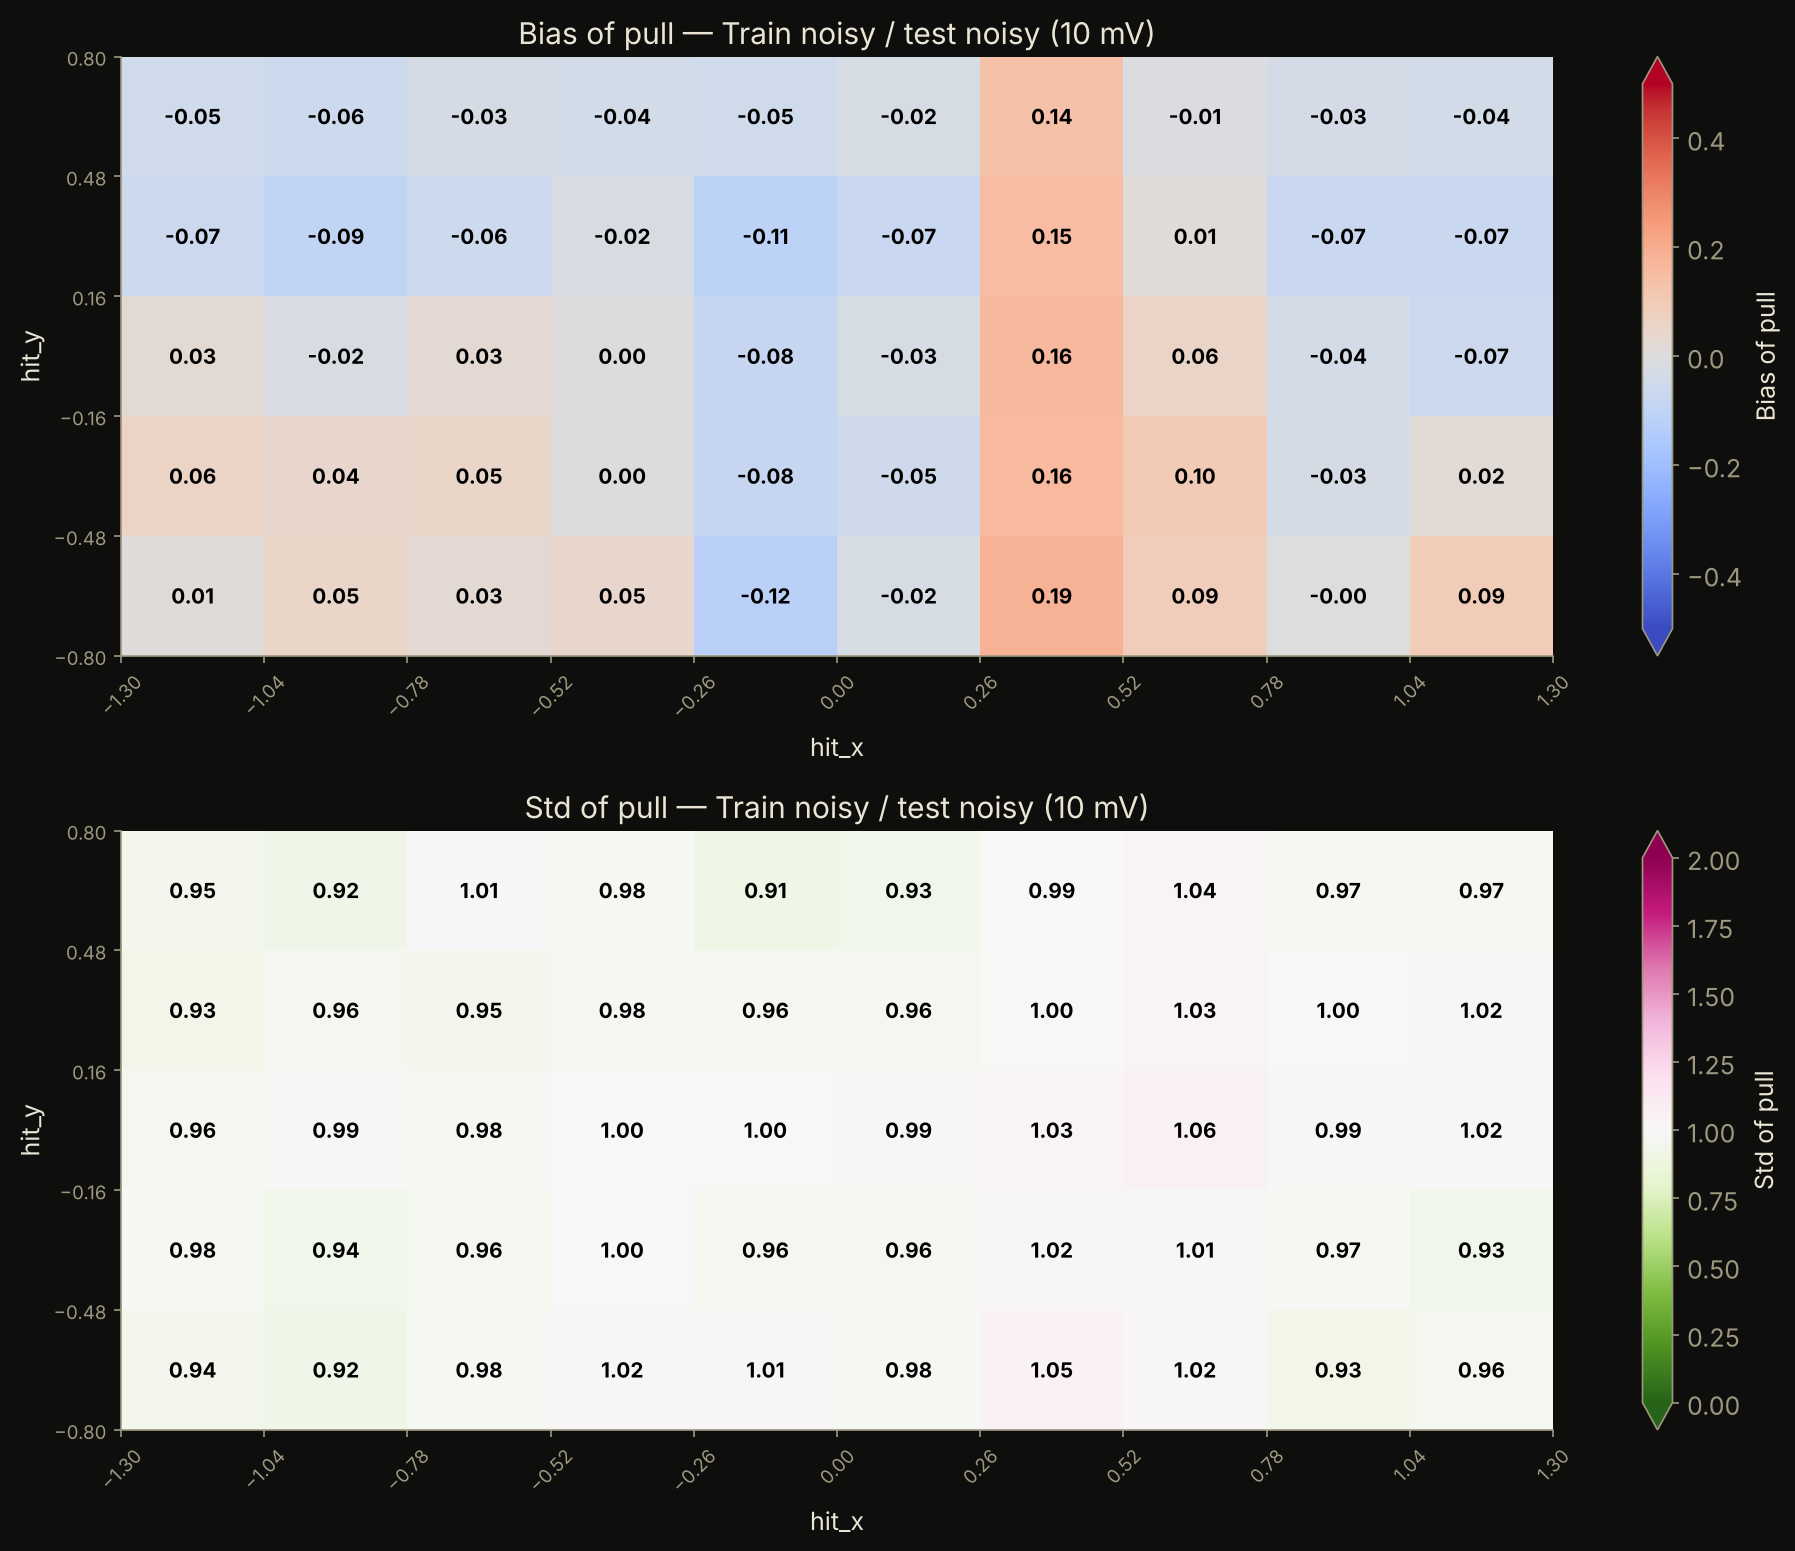 Bias of pull — Train noisy / test noisy (10 mV)
0.80
-0.05 -0.06 -0.03 -0.04 -0.05 -0.02 0.14 -0.01 -0.03 -0.04
0.48
-0.07 -0.09 -0.06 -0.02 -0.11 -0.07 0.15 0.01 -0.07 -0.07
0.16
0.03 -0.02 0.03 0.00 -0.08 -0.03 0.16 0.06 -0.04 -0.07
−0.16
0.06 0.04 0.05 0.00 -0.08 -0.05 0.16 0.10 -0.03 0.02
−0.48
0.01 0.05 0.03 0.05 -0.12 -0.02 0.19 0.09 -0.00 0.09
−0.80
hit_y
−1.30 −1.04 −0.78 −0.52 −0.26 0.00 0.26 0.52 0.78 1.04 1.30
hit_x
0.4
0.2
0.0
−0.2
−0.4
Bias of pull
Std of pull — Train noisy / test noisy (10 mV)
0.80
0.95 0.92 1.01 0.98 0.91 0.93 0.99 1.04 0.97 0.97
0.48
0.93 0.96 0.95 0.98 0.96 0.96 1.00 1.03 1.00 1.02
0.16
0.96 0.99 0.98 1.00 1.00 0.99 1.03 1.06 0.99 1.02
−0.16
0.98 0.94 0.96 1.00 0.96 0.96 1.02 1.01 0.97 0.93
−0.48
0.94 0.92 0.98 1.02 1.01 0.98 1.05 1.02 0.93 0.96
−0.80
hit_y
−1.30 −1.04 −0.78 −0.52 −0.26 0.00 0.26 0.52 0.78 1.04 1.30
hit_x
2.00
1.75
1.50
1.25
1.00
0.75
0.50
0.25
0.00
Std of pull